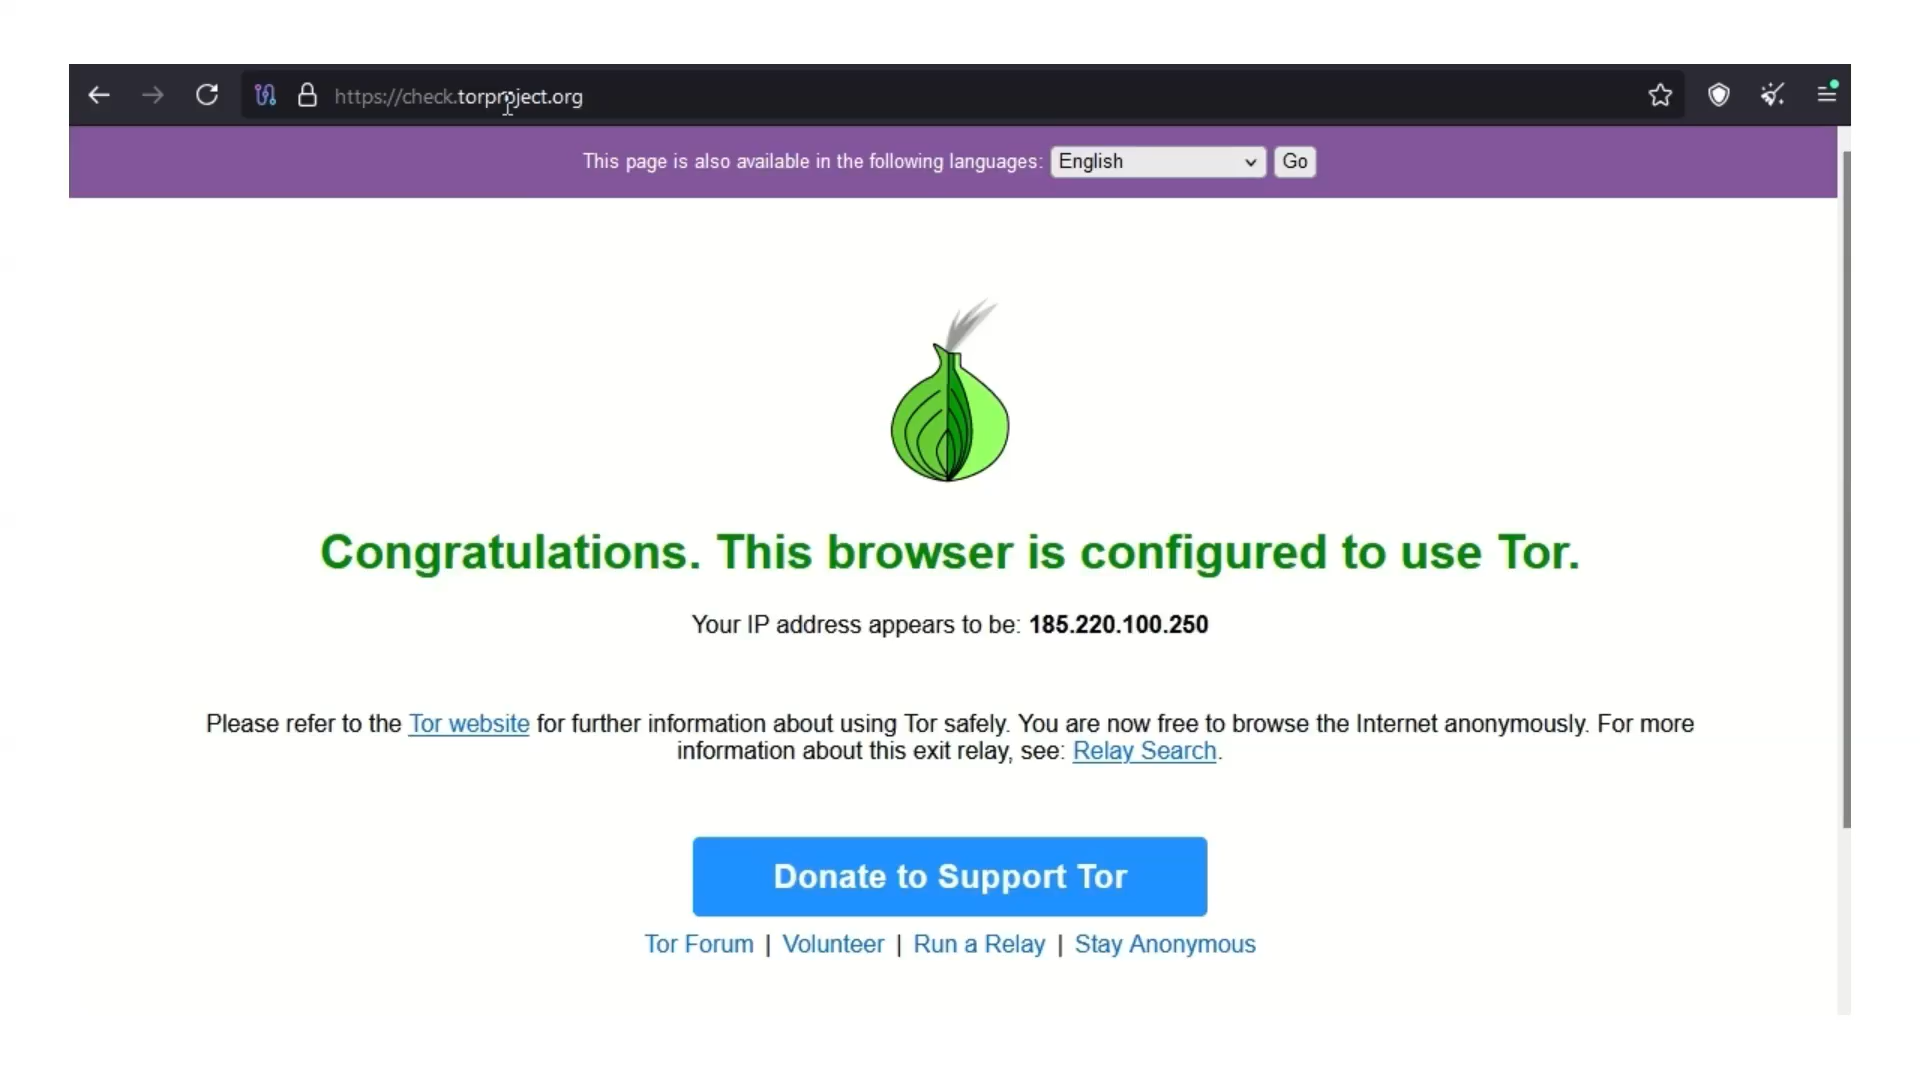 https://check.torproject.org
This page is also available in the following languages: English Go
Congratulations. This browser is configured to use Tor.
Your IP address appears to be: 185.220.100.250
Please refer to the Tor website for further information about using Tor safely. You are now free to browse the Internet anonymously. For more
information about this exit relay, see: Relay Search.
Donate to Support Tor
Tor Forum | Volunteer | Run a Relay | Stay Anonymous